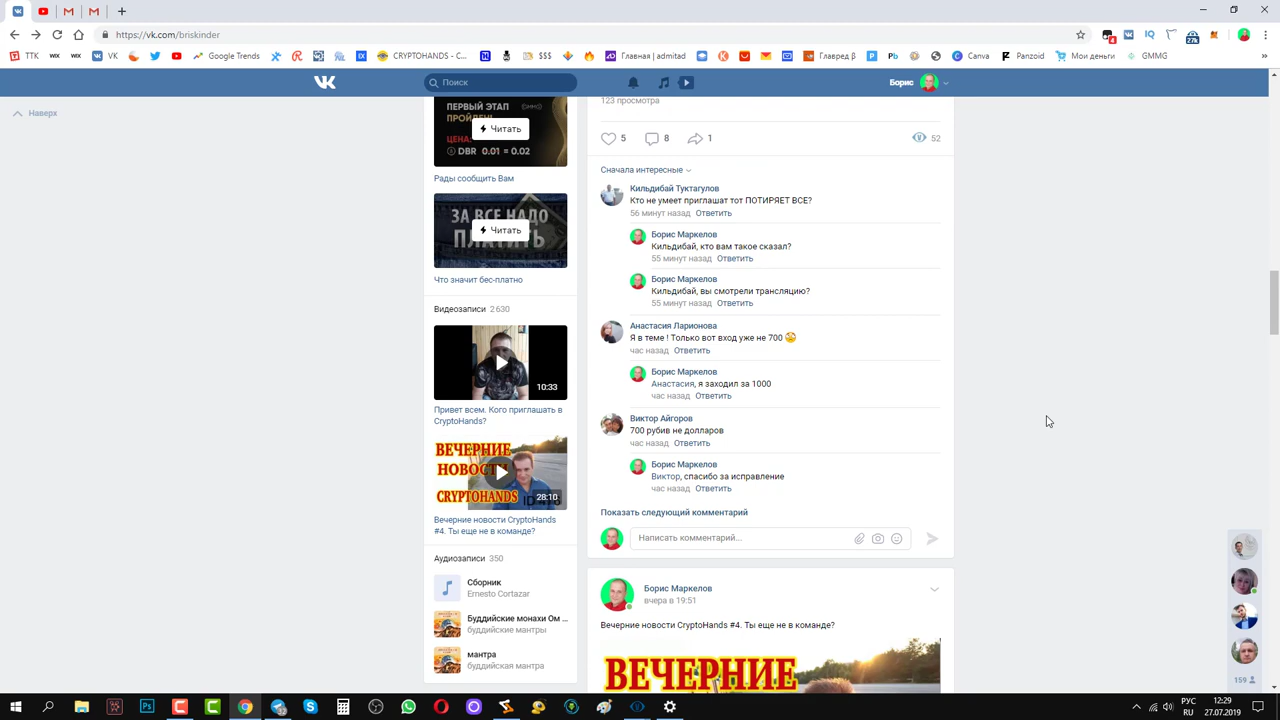 https://vk.com/briskinder
ТТК
wix
wix
VK
Google Trends
CRYPTOHANDS - С...
$$$
Главная | admitad
Главред β
Canva
Panzoid
Мои деньги
GMMG
Поиск
Борис
Наверх
ПЕРВЫЙ ЭТАП
ПРОЙДЕН!
Читать
ЦЕНА:
DBR 0.01 = 0.02
Рады сообщить Вам
ЗА ВСЕ НАДО
ПЛАТИТЬ
Читать
Что значит бес-платно
Видеозаписи 2 630
10:33
Привет всем. Кого приглашать в
CryptoHands?
ВЕЧЕРНИЕ
НОВОСТИ
CRYPTOHANDS
28:10
Вечерние новости CryptoHands
#4. Ты еще не в команде?
Аудиозаписи 350
Сборник
Ernesto Cortazar
Буддийские монахи Ом ...
буддийские мантры
мантра
буддийская мантра
123 просмотра
5 8 1 52
Сначала интересные
Кильдибай Туктагулов
Кто не умеет приглашат тот ПОТИРЯЕТ ВСЕ?
56 минут назад Ответить
Борис Маркелов
Кильдибай, кто вам такое сказал?
55 минут назад Ответить
Борис Маркелов
Кильдибай, вы смотрели трансляцию?
55 минут назад Ответить
Анастасия Ларионова
Я в теме ! Только вот вход уже не 700
час назад Ответить
Борис Маркелов
Анастасия, я заходил за 1000
час назад Ответить
Виктор Айгоров
700 рубив не долларов
час назад Ответить
Борис Маркелов
Виктор, спасибо за исправление
час назад Ответить
Показать следующий комментарий
Написать комментарий...
Борис Маркелов
вчера в 19:51
Вечерние новости CryptoHands #4. Ты еще не в команде?
ВЕЧЕРНИЕ
159
РУС
RU
12:29
27.07.2019